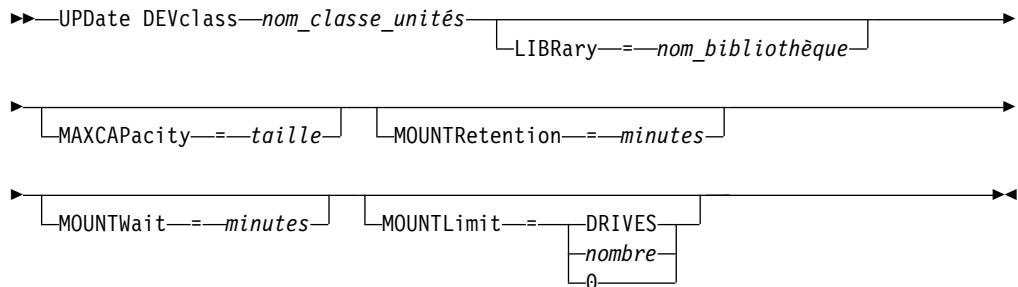 UPDate DEVclass nom_classe_unités
LIBRary = nom_bibliothèque
MAXCAPacity = taille MOUNTRetention = minutes
MOUNTWait = minutes MOUNTLimit = DRIVES
nombre
0